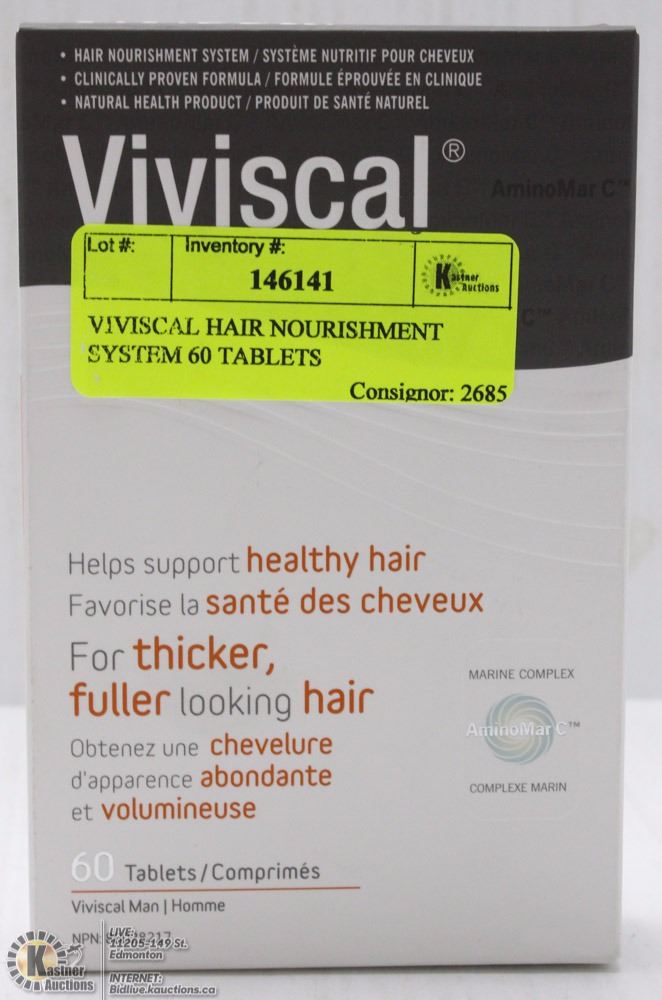 • HAIR NOURISHMENT SYSTEM / SYSTÈME NUTRITIF POUR CHEVEUX
• CLINICALLY PROVEN FORMULA / FORMULE ÉPROUVÉE EN CLINIQUE
• NATURAL HEALTH PRODUCT / PRODUIT DE SANTÉ NATUREL
Viviscal®
AminoMar C™
Lot #: Inventory #:
146141
Kastner Auctions
VIVISCAL HAIR NOURISHMENT
SYSTEM 60 TABLETS
Consignor: 2685
Helps support healthy hair
Favorise la santé des cheveux
For thicker,
fuller looking hair
Obtenez une chevelure
d'apparence abondante
et volumineuse
MARINE COMPLEX
AminoMar C™
COMPLEXE MARIN
60 Tablets / Comprimés
Viviscal Man | Homme
NPN:
Kastner Auctions
LIVE:
11205-149 St.
Edmonton
INTERNET:
Bidlive.kauctions.ca